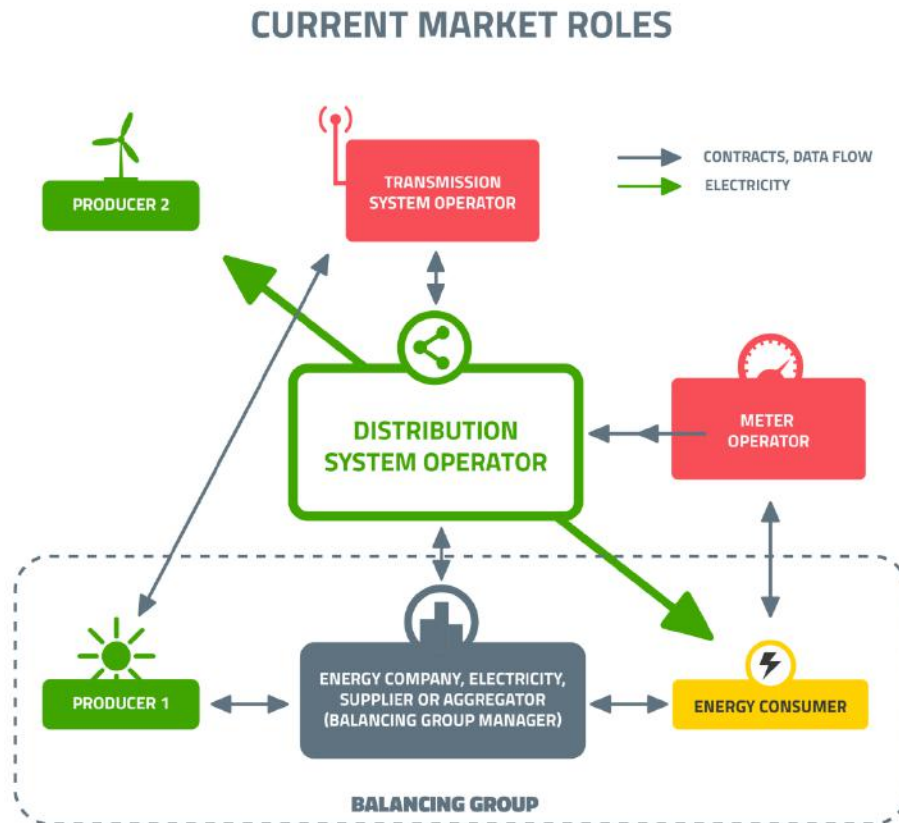 CURRENT MARKET ROLES
PRODUCER 2
TRANSMISSION
SYSTEM OPERATOR
CONTRACTS, DATA FLOW
ELECTRICITY
DISTRIBUTION
SYSTEM OPERATOR
METER
OPERATOR
PRODUCER 1
ENERGY COMPANY, ELECTRICITY,
SUPPLIER OR AGGREGATOR
(BALANCING GROUP MANAGER)
ENERGY CONSUMER
BALANCING GROUP